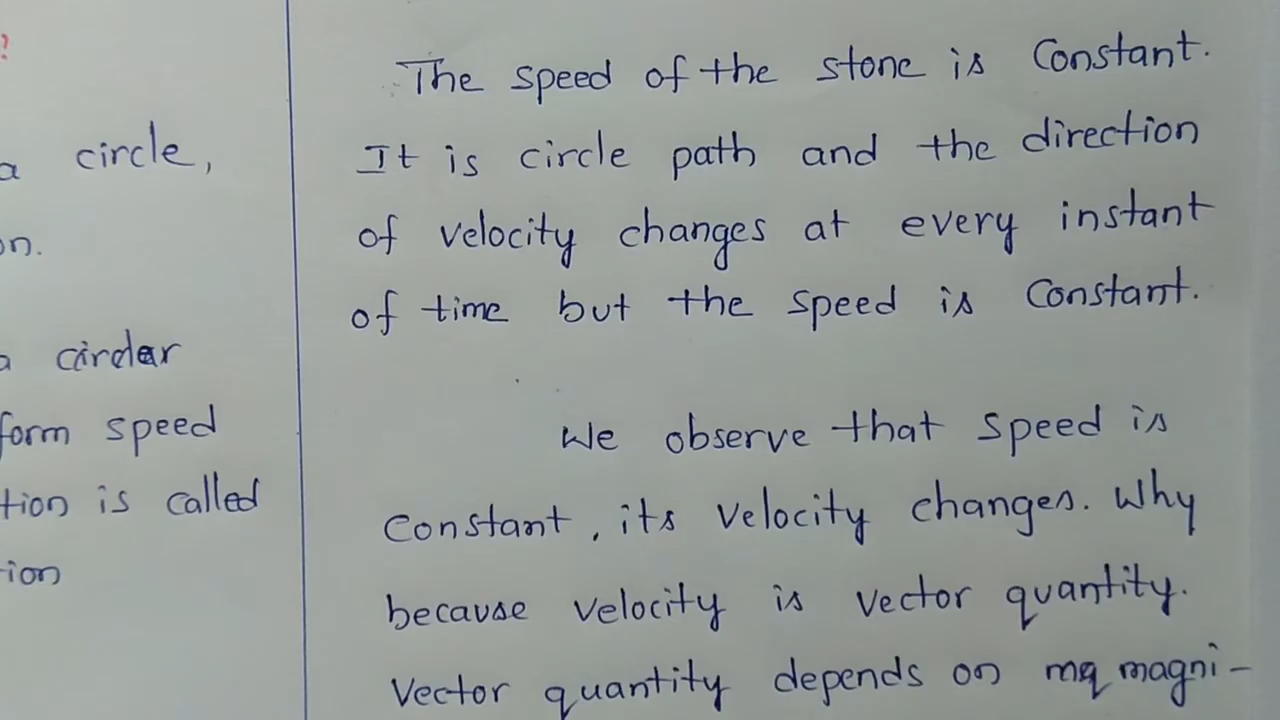 ?
a circle,
on.
a circler
form speed
tion is called
tion
The speed of the stone is Constant.
It is circle path and the direction
of velocity changes at every instant
of time but the speed is Constant.
We observe that speed is
Constant, its velocity changes. Why
because velocity is vector quantity.
Vector quantity depends on mq magni-